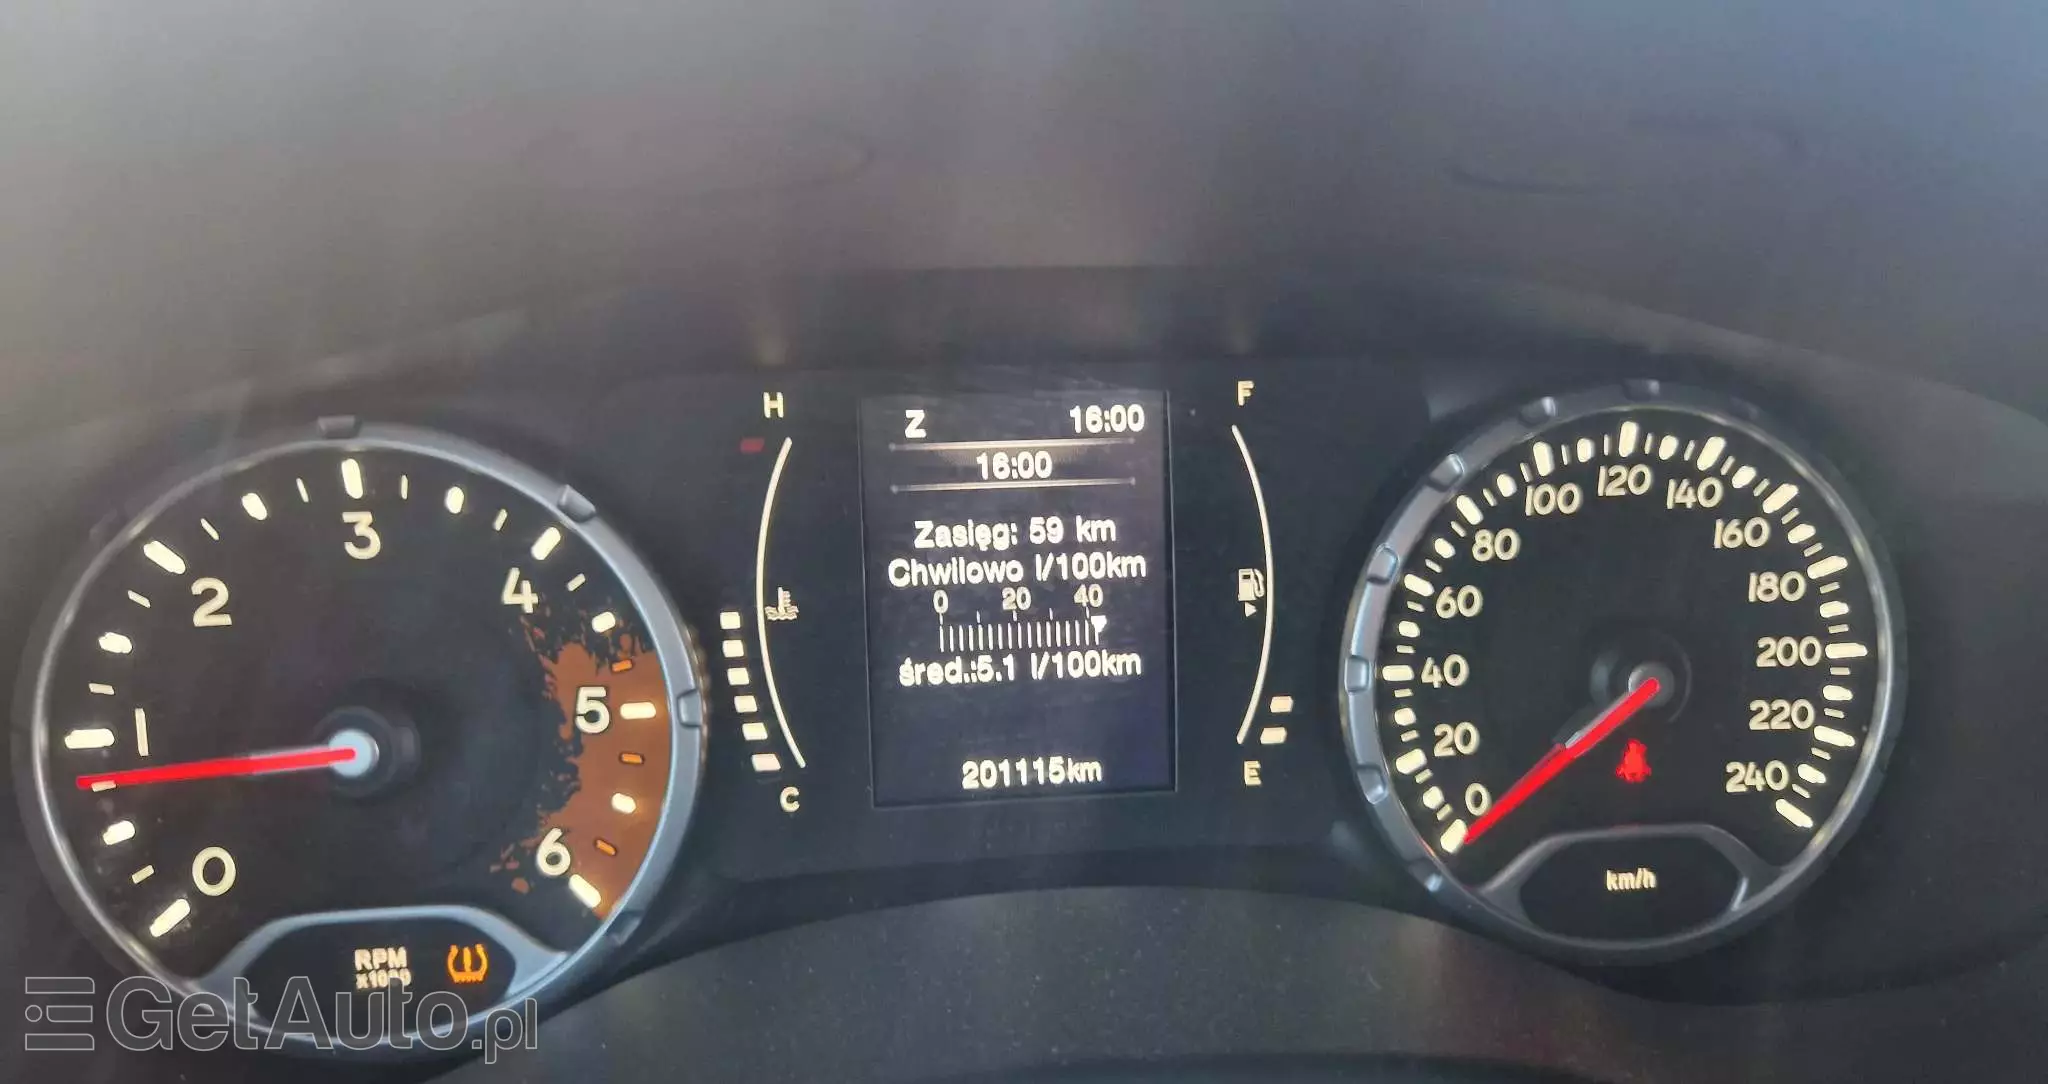 0
1
2
3
4
5
6
RPM
x1000
H
C
Z 16:00
16:00
Zasięg: 59 km
Chwilowo l/100km
0 20 40
śred.:5.1 l/100km
201115km
F
E
0
20
40
60
80
100
120
140
160
180
200
220
240
km/h
GetAuto.pl